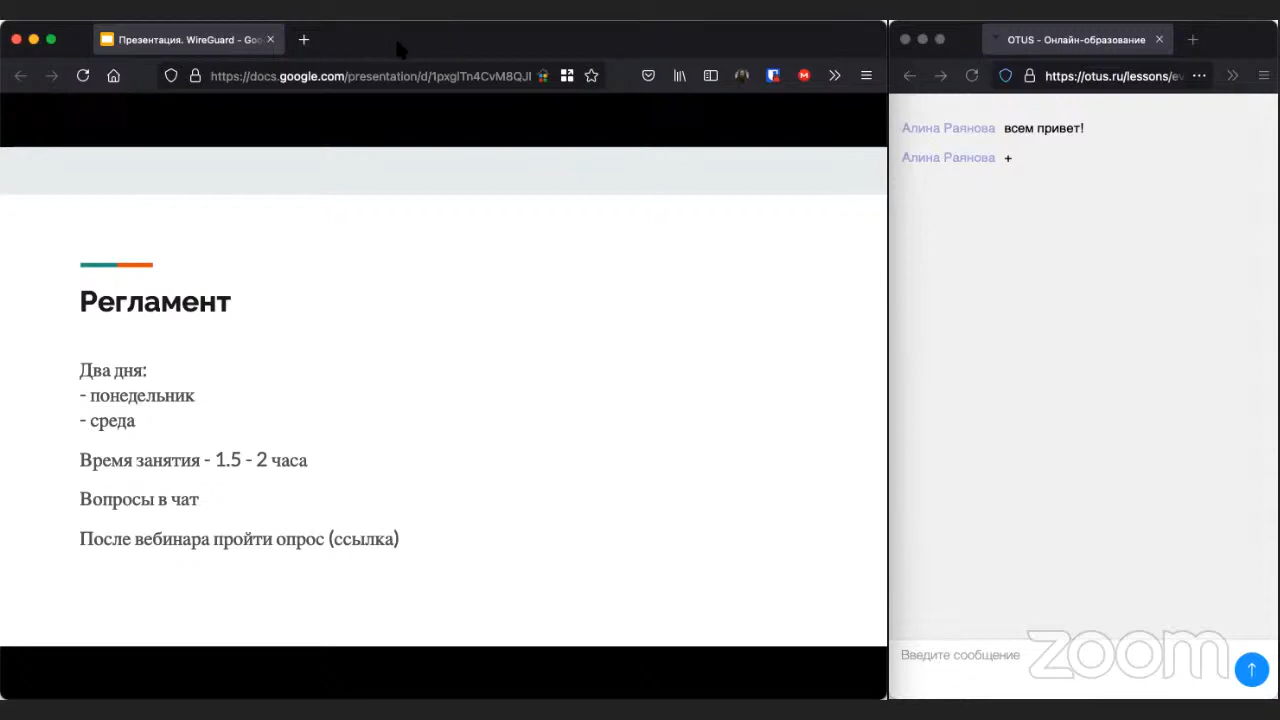 Презентация. WireGuard - Goo
https://docs.google.com/presentation/d/1pxglTn4CvM8QJl
Регламент
Два дня:
- понедельник
- среда
Время занятия - 1.5 - 2 часа
Вопросы в чат
После вебинара пройти опрос (ссылка)
OTUS - Онлайн-образование
https://otus.ru/lessons/ev
Алина Раянова всем привет!
Алина Раянова +
Введите сообщение
zoom